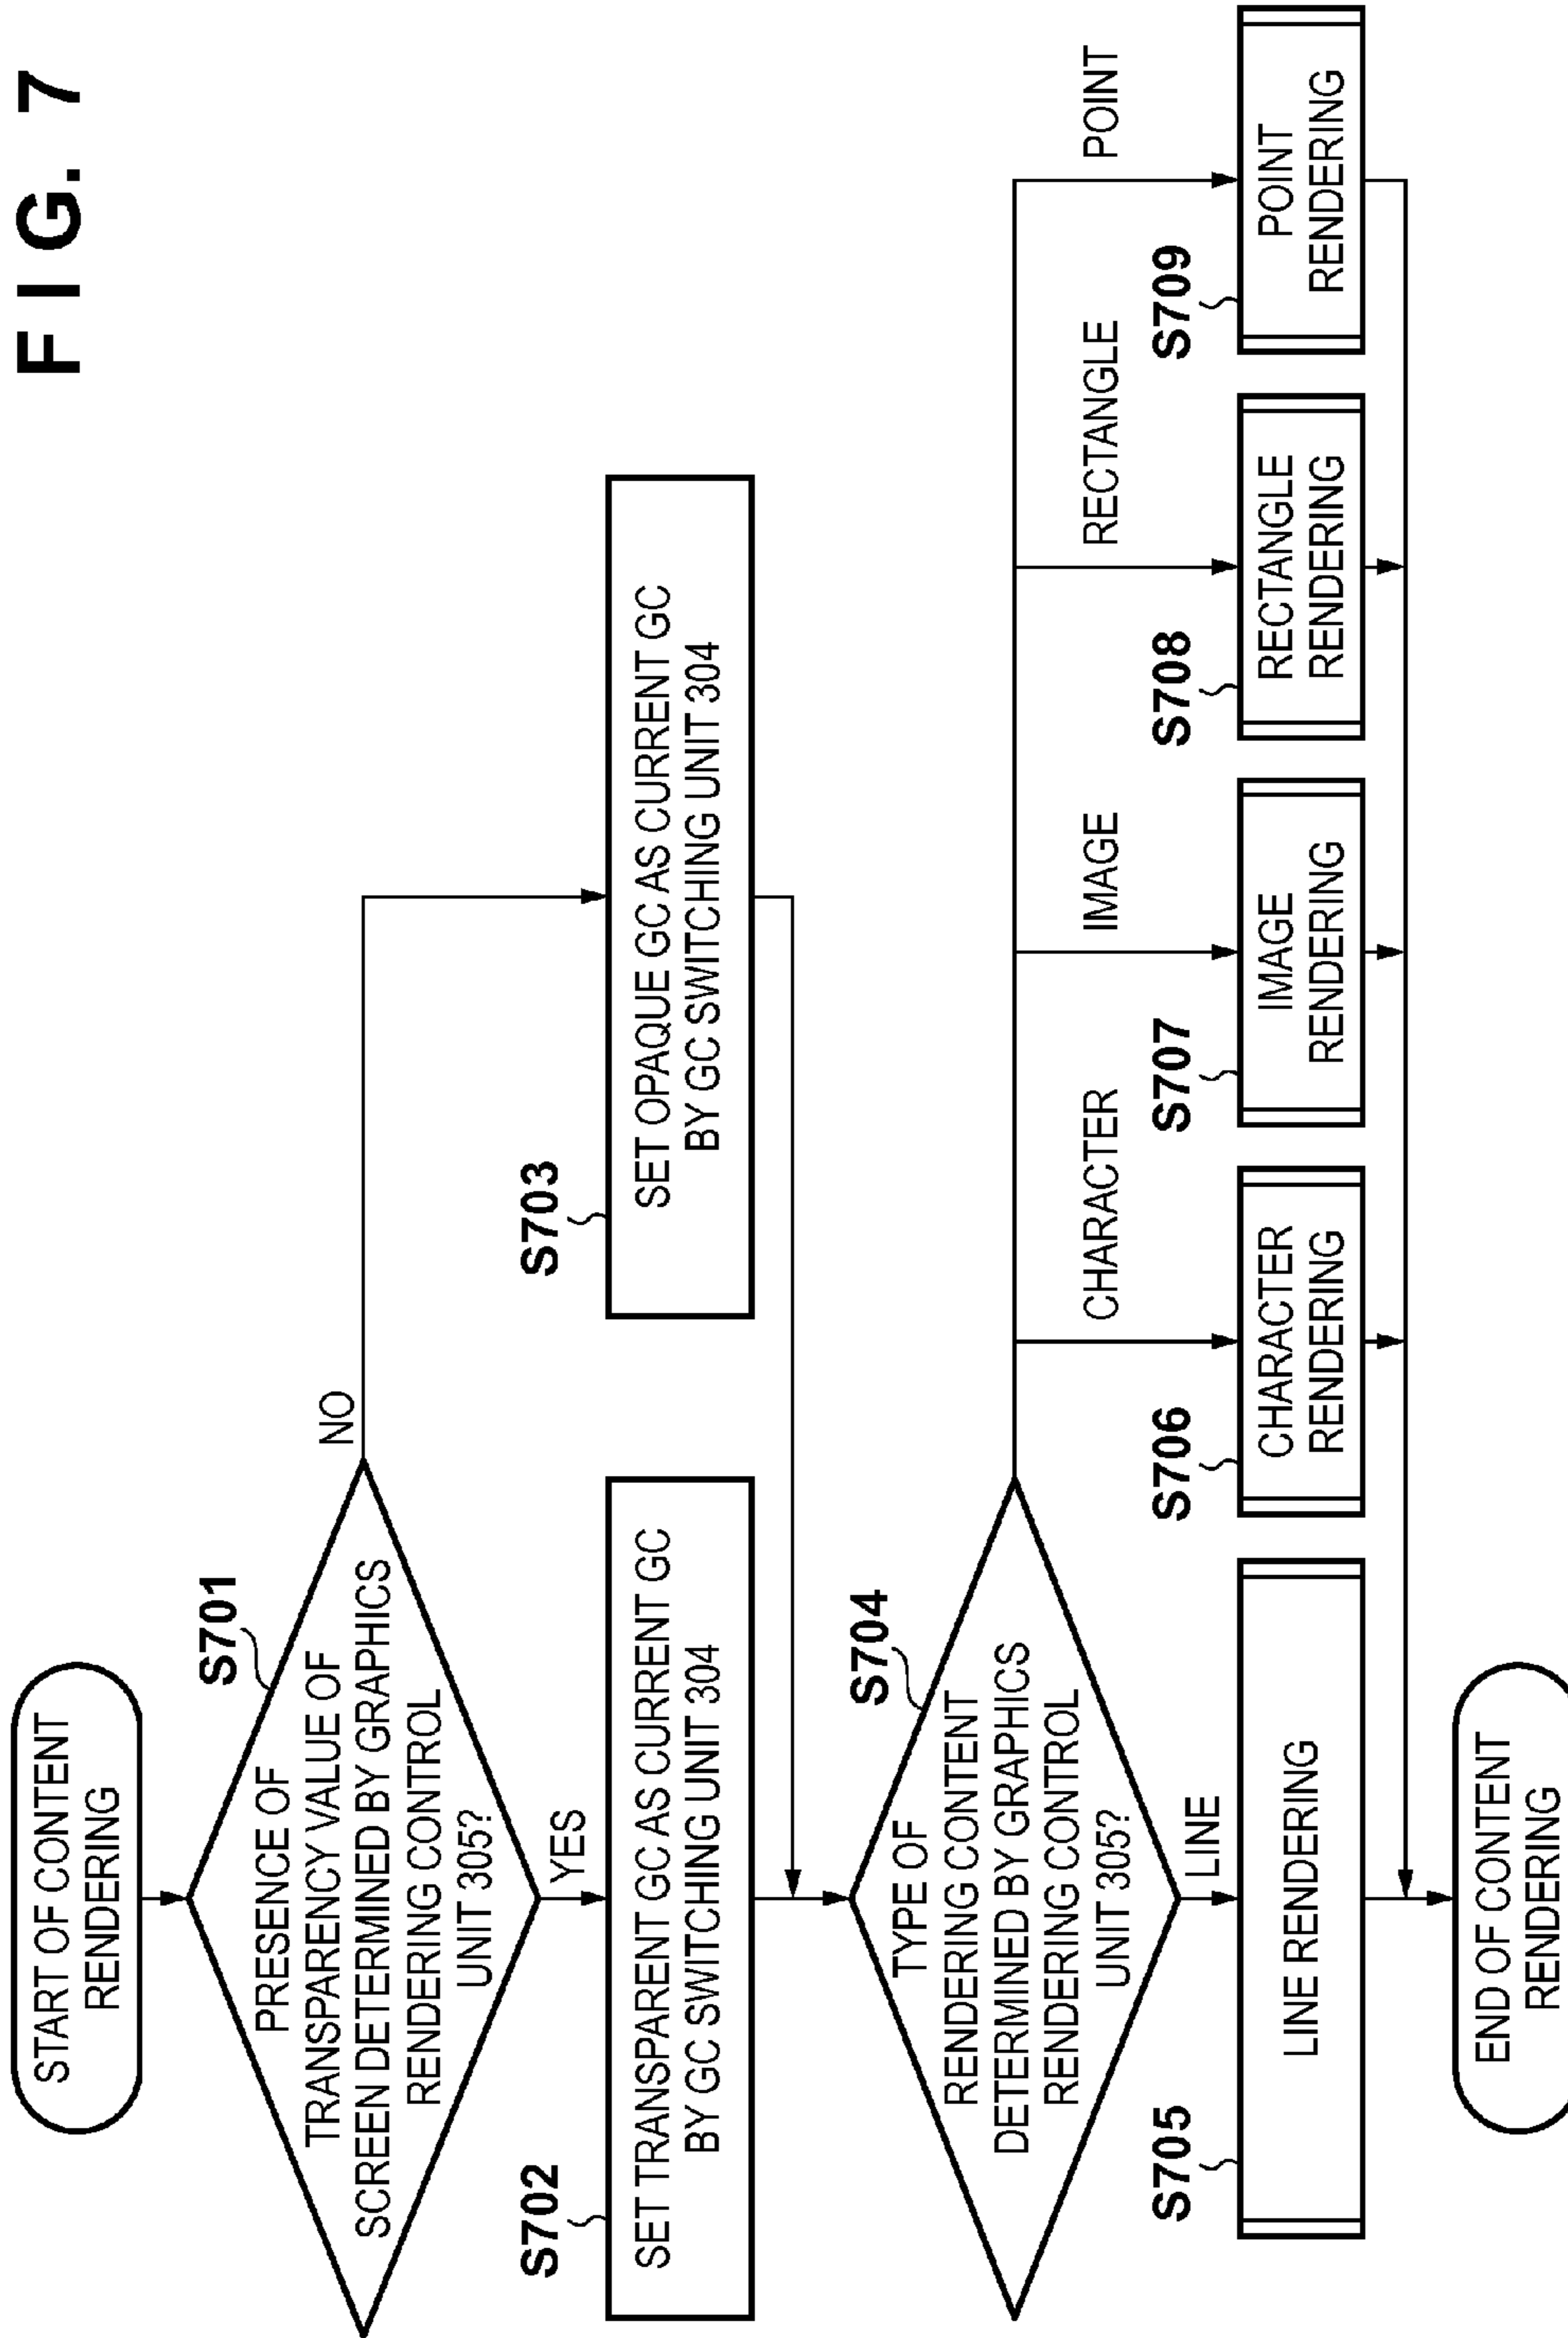 FIG. 7
START OF CONTENT
RENDERING
S701
PRESENCE OF
TRANSPARENCY VALUE OF
SCREEN DETERMINED BY GRAPHICS
RENDERING CONTROL
UNIT 305?
NO
YES
S702
SET TRANSPARENT GC AS CURRENT GC
BY GC SWITCHING UNIT 304
S703
SET OPAQUE GC AS CURRENT GC
BY GC SWITCHING UNIT 304
S704
TYPE OF
RENDERING CONTENT
DETERMINED BY GRAPHICS
RENDERING CONTROL
UNIT 305?
LINE
CHARACTER
IMAGE
RECTANGLE
POINT
S705
LINE RENDERING
S706
CHARACTER
RENDERING
S707
IMAGE
RENDERING
S708
RECTANGLE
RENDERING
S709
POINT
RENDERING
END OF CONTENT
RENDERING